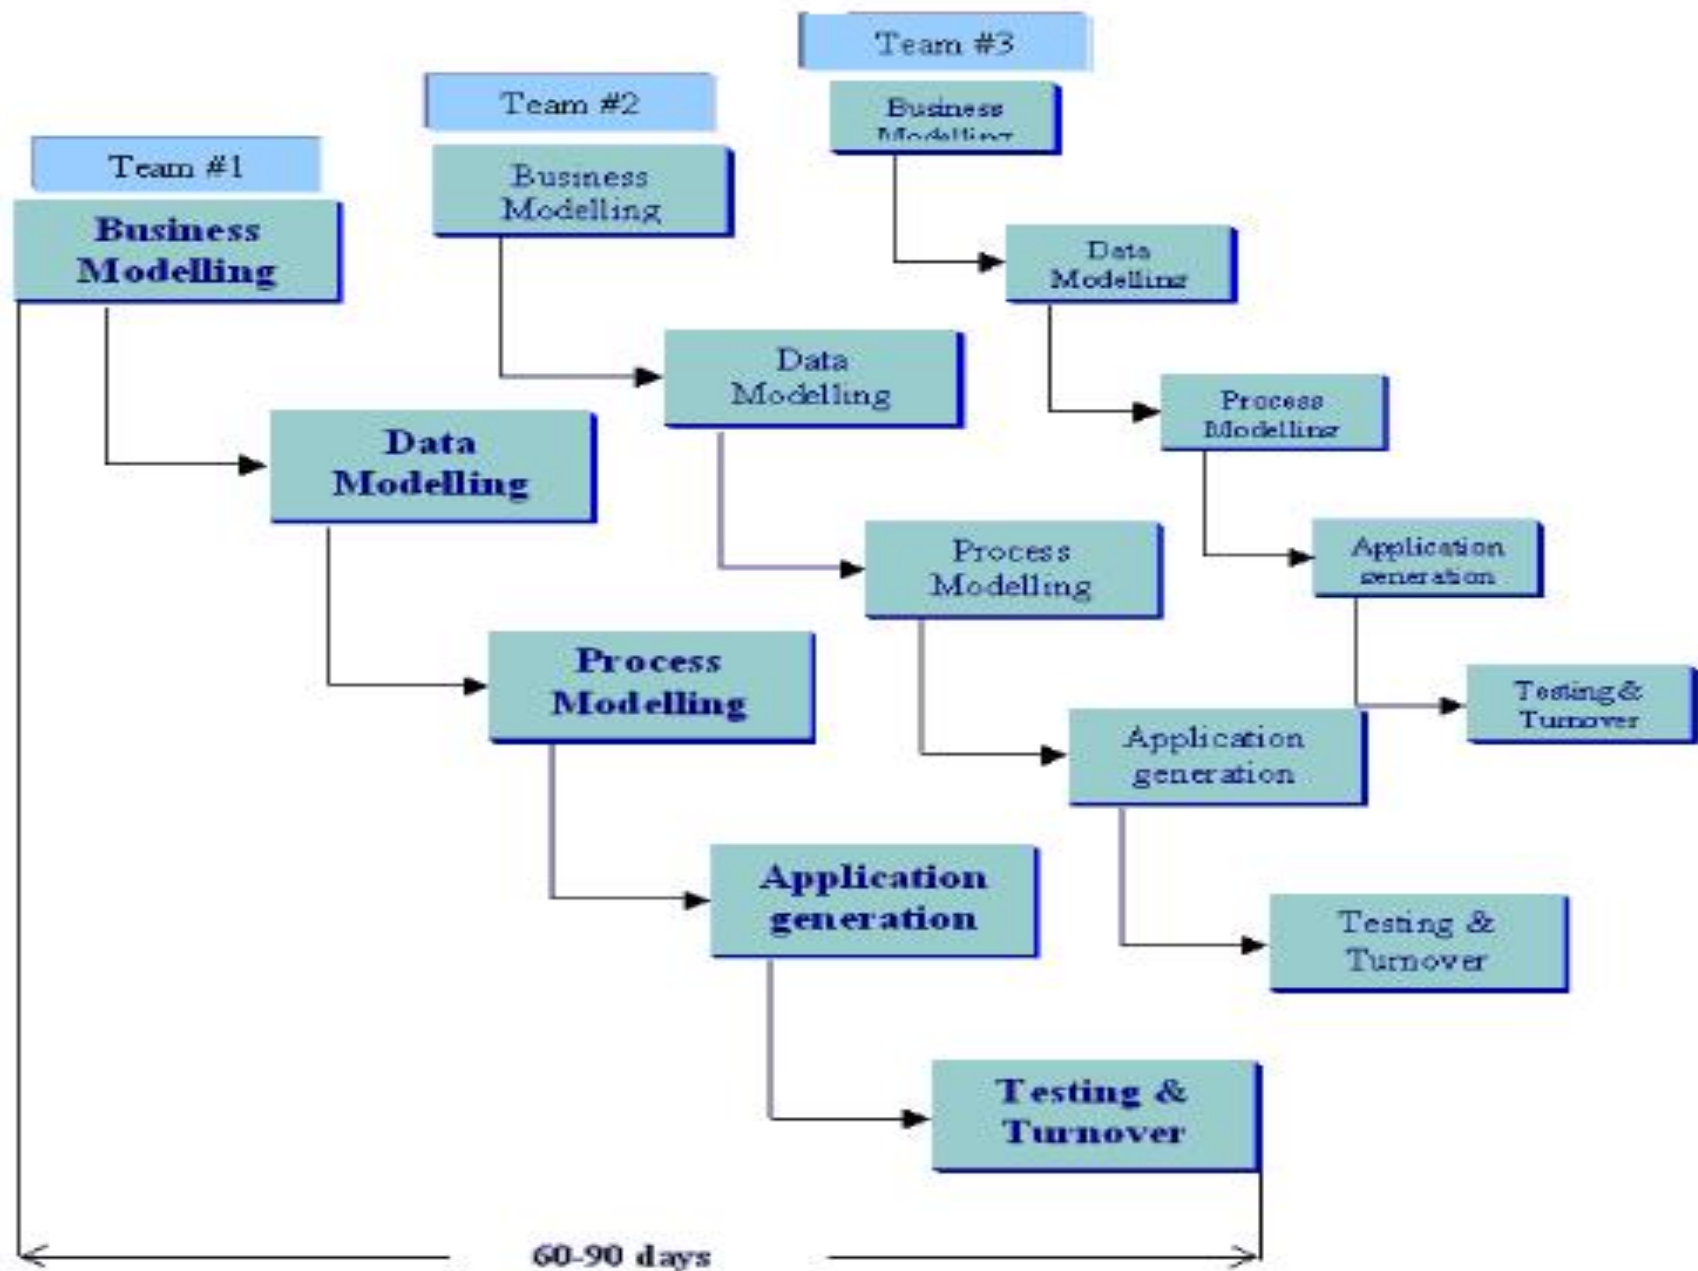 Team #1
Business
Modelling
Data
Modelling
Process
Modelling
Application
generation
Testing &
Turnover
Team #2
Business
Modelling
Data
Modelling
Process
Modelling
Application
generation
Testing &
Turnover
Team #3
Business
Modelling
Data
Modelling
Process
Modelling
Application
generation
Testing &
Turnover
60-90 days